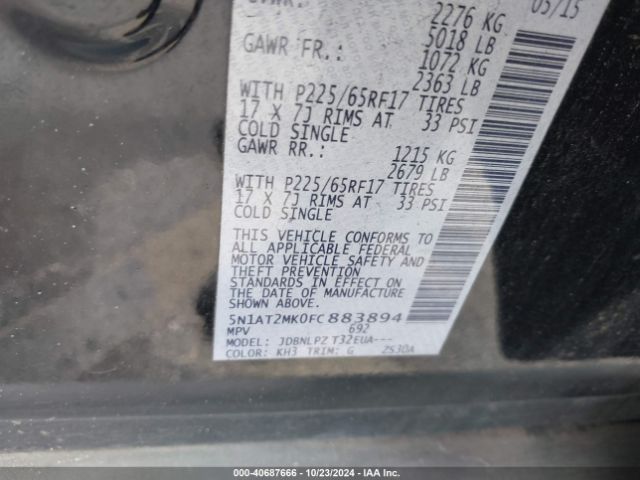 05/15
2276 KG
5018 LB
GAWR FR.: 1072 KG
2363 LB
WITH P225/65RF17 TIRES
17 X 7J RIMS AT 33 PSI
COLD SINGLE
GAWR RR.: 1215 KG
2679 LB
WITH P225/65RF17 TIRES
17 X 7J RIMS AT 33 PSI
COLD SINGLE
THIS VEHICLE CONFORMS TO
ALL APPLICABLE FEDERAL
MOTOR VEHICLE SAFETY AND
THEFT PREVENTION
STANDARDS IN EFFECT ON
THE DATE OF MANUFACTURE
SHOWN ABOVE.
5N1AT2MK0FC883894
MPV 692
MODEL: JDBNLPZ T32EUA---
COLOR: KH3 TRIM: G ZS30A
000-40687666 - 10/23/2024 - IAA Inc.